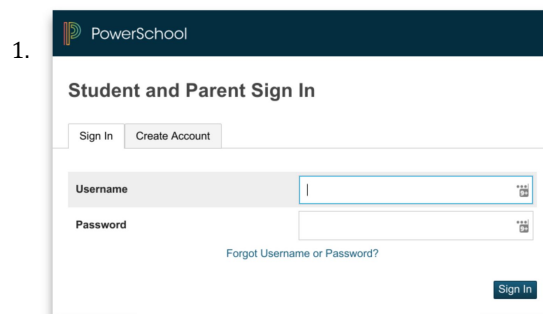 PowerSchool
1.
Student and Parent Sign In
Sign In Create Account
Username
Password
Forgot Username or Password?
Sign In